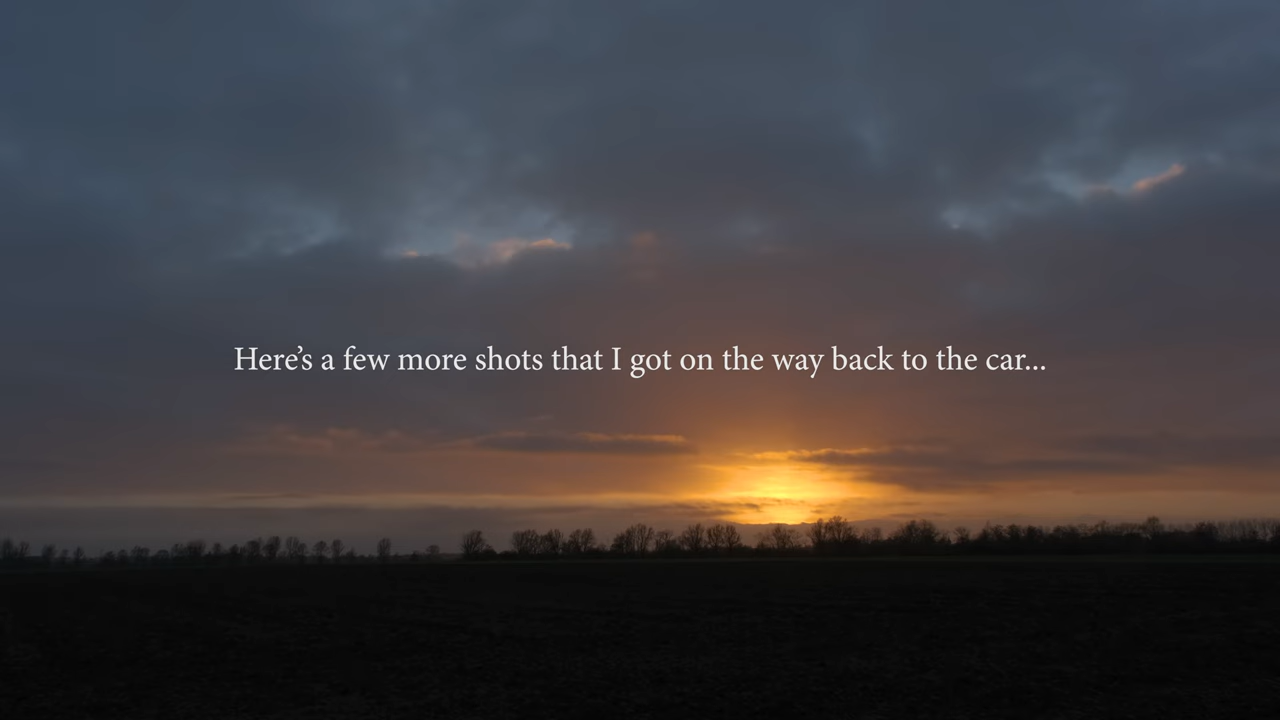 Here’s a few more shots that I got on the way back to the car...